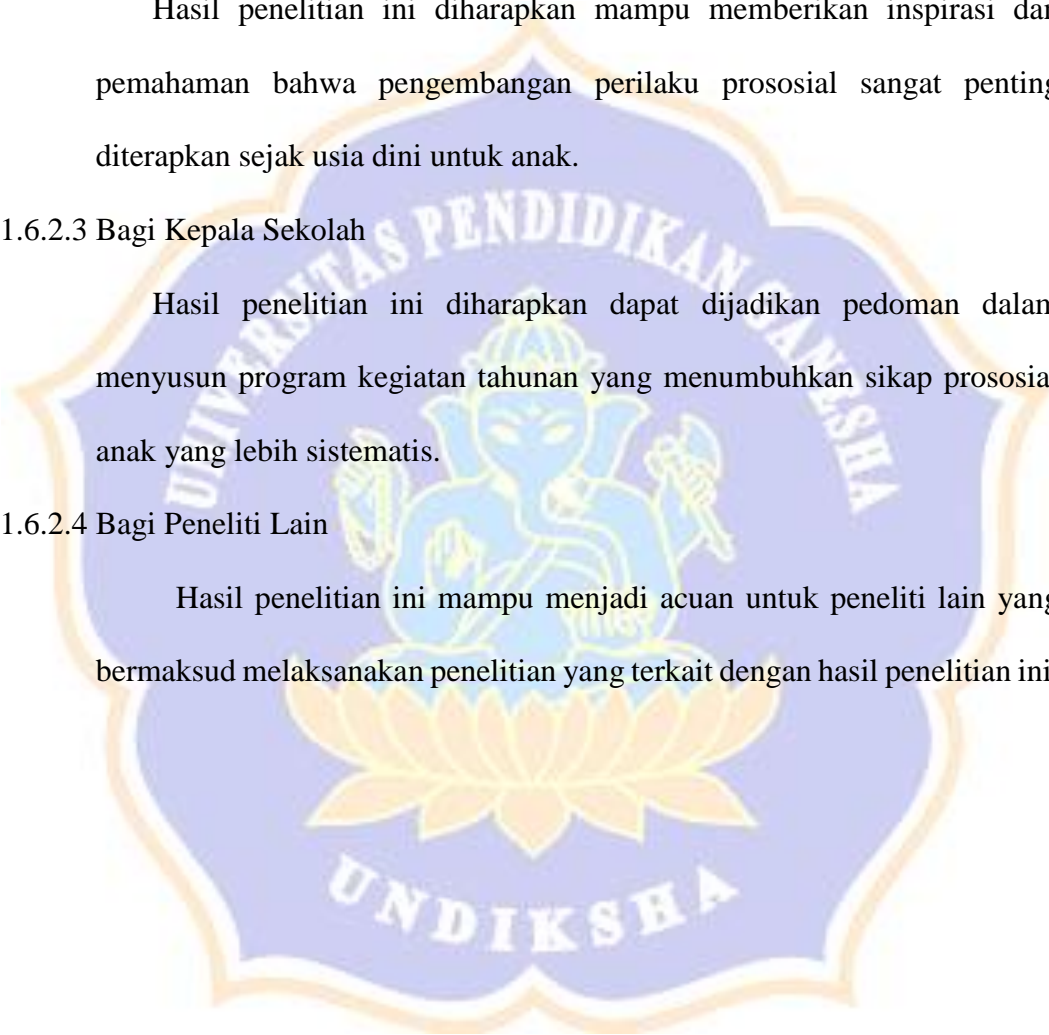 Hasil penelitian ini diharapkan mampu memberikan inspirasi dan
pemahaman bahwa pengembangan perilaku prososial sangat penting
diterapkan sejak usia dini untuk anak.
1.6.2.3 Bagi Kepala Sekolah
Hasil penelitian ini diharapkan dapat dijadikan pedoman dalam
menyusun program kegiatan tahunan yang menumbuhkan sikap prososial
anak yang lebih sistematis.
1.6.2.4 Bagi Peneliti Lain
Hasil penelitian ini mampu menjadi acuan untuk peneliti lain yang
bermaksud melaksanakan penelitian yang terkait dengan hasil penelitian ini
UNIVERSITAS PENDIDIKAN GANESHA
UNDIKSHA